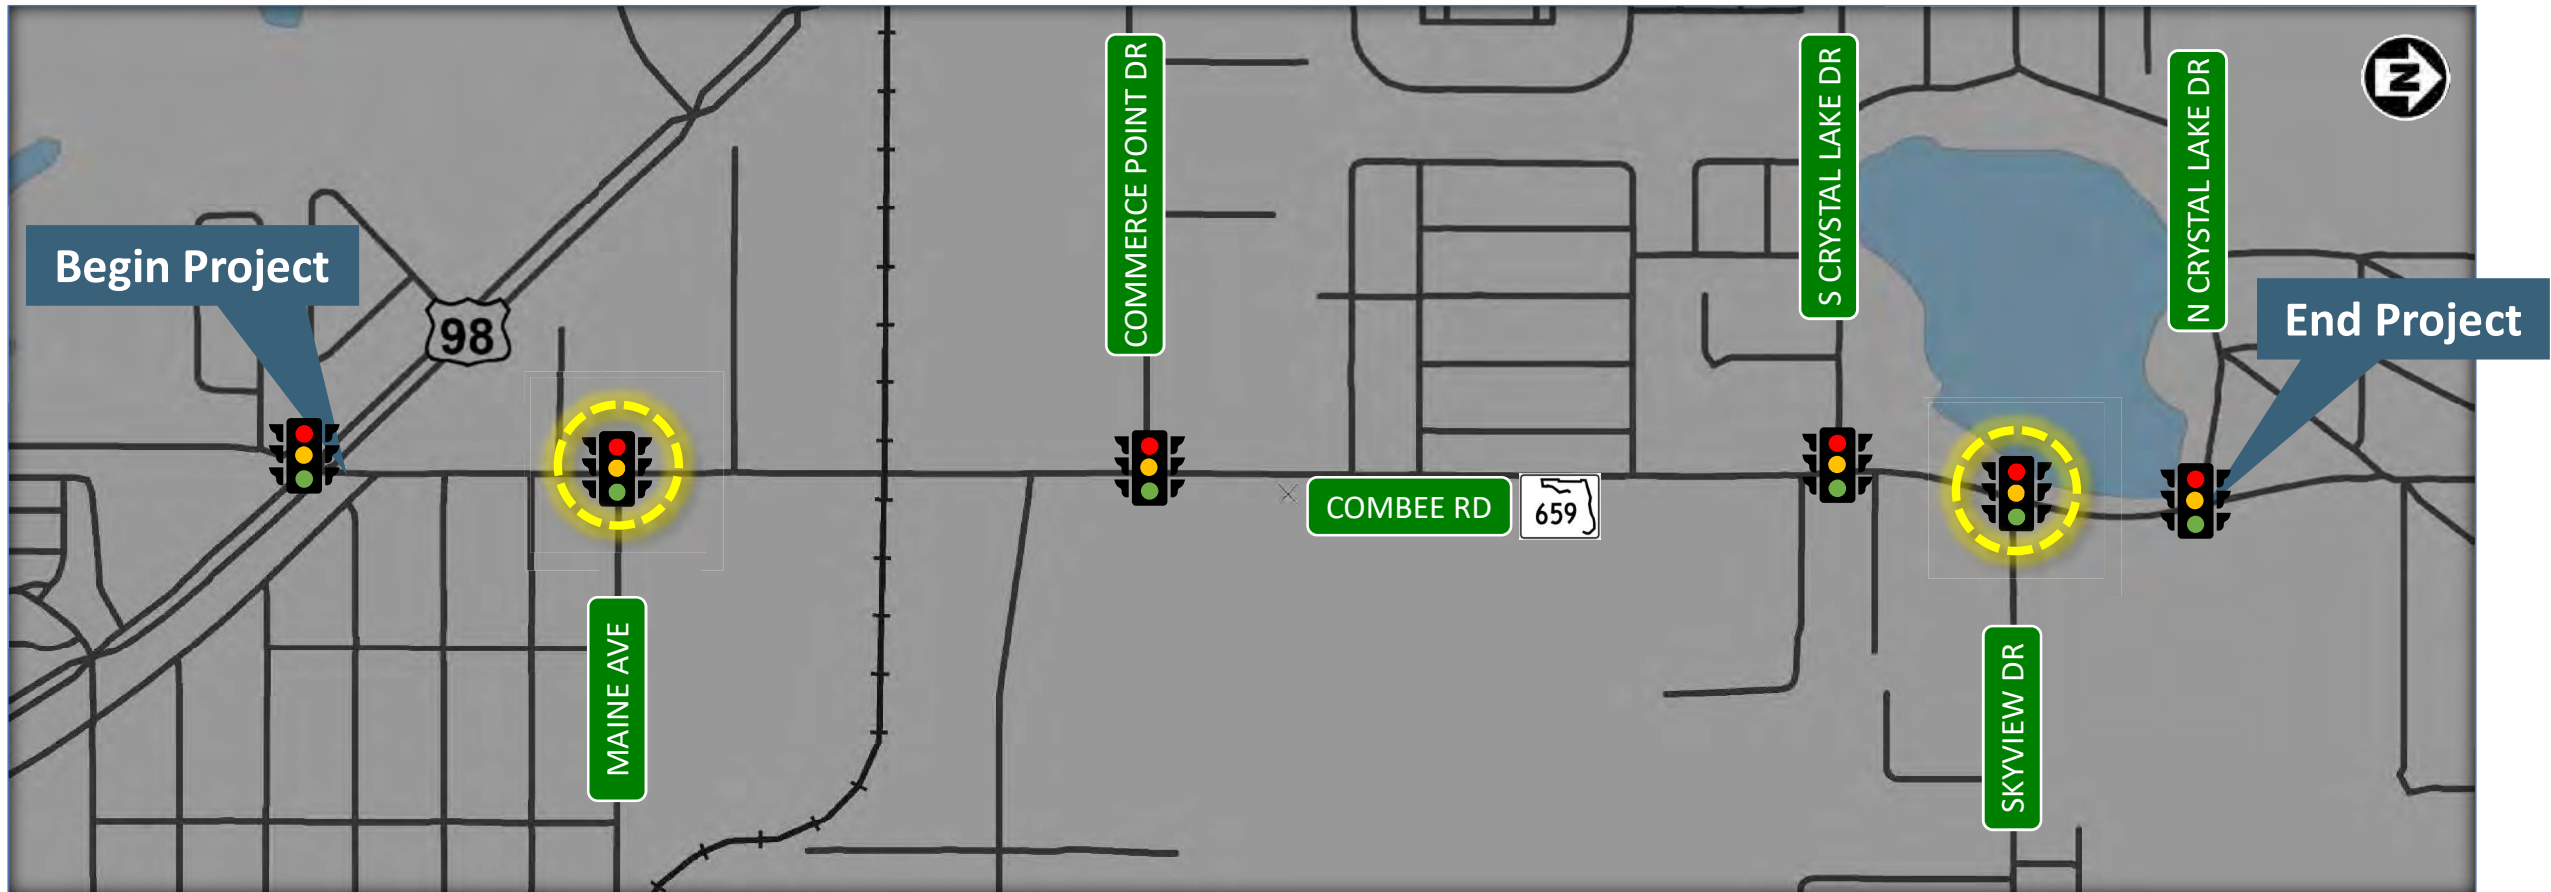 COMMERCE POINT DR
S CRYSTAL LAKE DR
N CRYSTAL LAKE DR
N
Begin Project
98
End Project
COMBEE RD
659
MAINE AVE
SKYVIEW DR